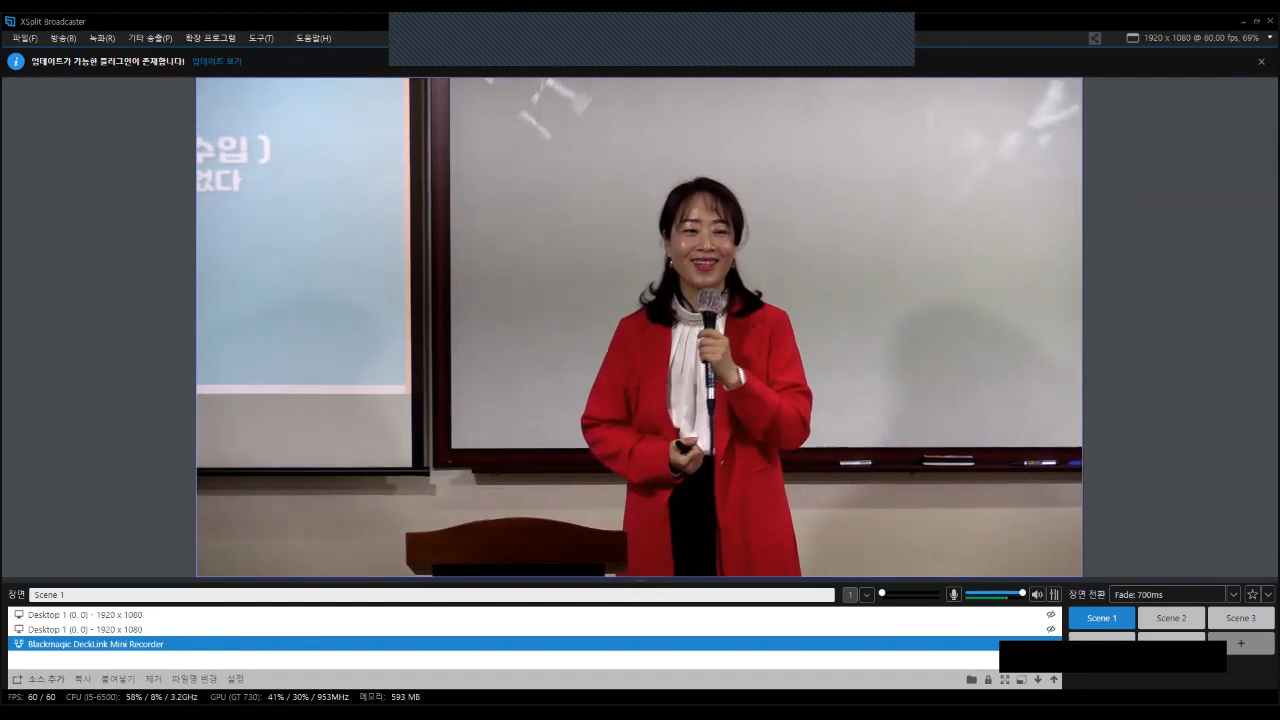 XSplit Broadcaster
파일(F) 방송(B) 녹화(R) 기타 송출(P) 확장 프로그램 도구(T) 도움말(H) 1920 x 1080 @ 60.00 fps, 69%
업데이트가 가능한 플러그인이 존재합니다! 업데이트 보기
수입 )
없다
장면 Scene 1 1 장면 전환 Fade: 700ms
Desktop 1 (0, 0) - 1920 x 1080
Desktop 1 (0, 0) - 1920 x 1080
Blackmagic DeckLink Mini Recorder
Scene 1 Scene 2 Scene 3
소스 추가 복사 붙여넣기 제거 파일명 변경 설정
FPS: 60 / 60 CPU (I5-6500): 58% / 8% / 3.2GHz GPU (GT 730): 41% / 30% / 953MHz 메모리: 593 MB